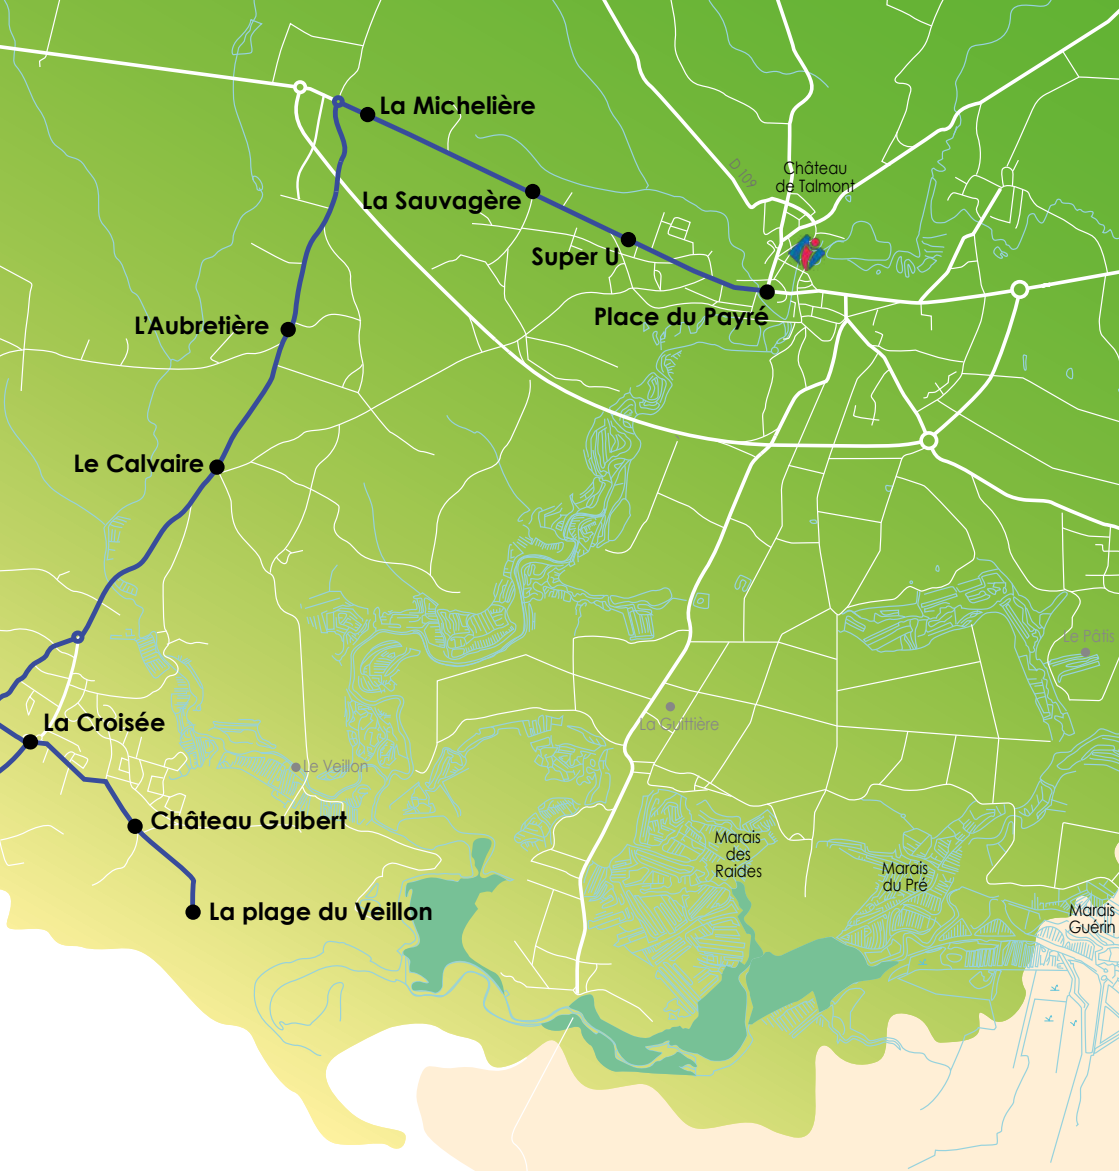 La Michelière
D 109
Château
de Talmont
La Sauvagère
Super U
Place du Payré
L’Aubretière
Le Calvaire
Le Pâtis
La Guittière
La Croisée
Le Veillon
Château Guibert
Marais
des
Raides
Marais
du Pré
La plage du Veillon
Marais
Guérin